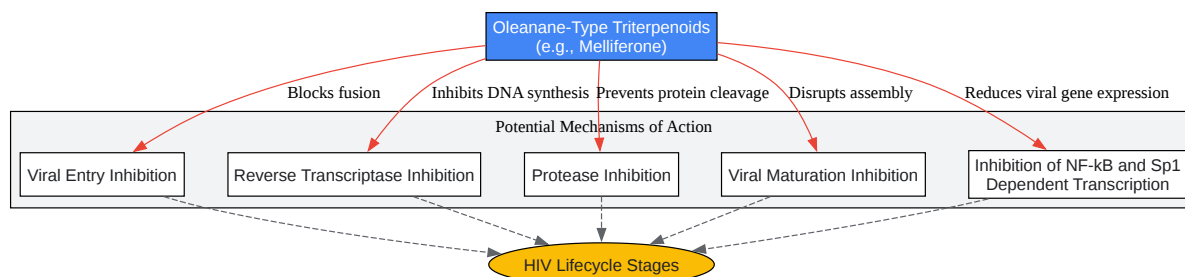 Oleanane-Type Triterpenoids
(e.g., Melliferone)
Blocks fusion
Inhibits DNA synthesis
Prevents protein cleavage
Disrupts assembly
Reduces viral gene expression
Potential Mechanisms of Action
Viral Entry Inhibition
Reverse Transcriptase Inhibition
Protease Inhibition
Viral Maturation Inhibition
Inhibition of NF-kB and Sp1
Dependent Transcription
HIV Lifecycle Stages